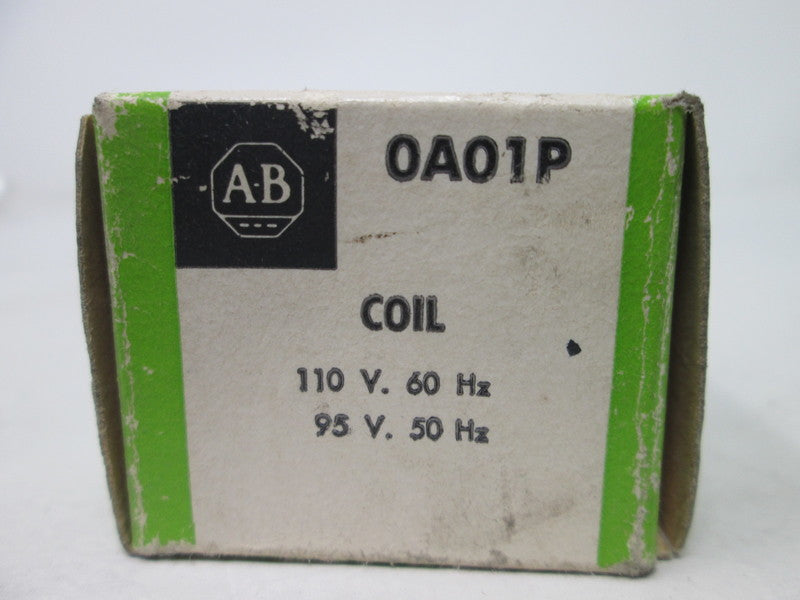 A-B
0A01P
COIL
110 V. 60 Hz
95 V. 50 Hz